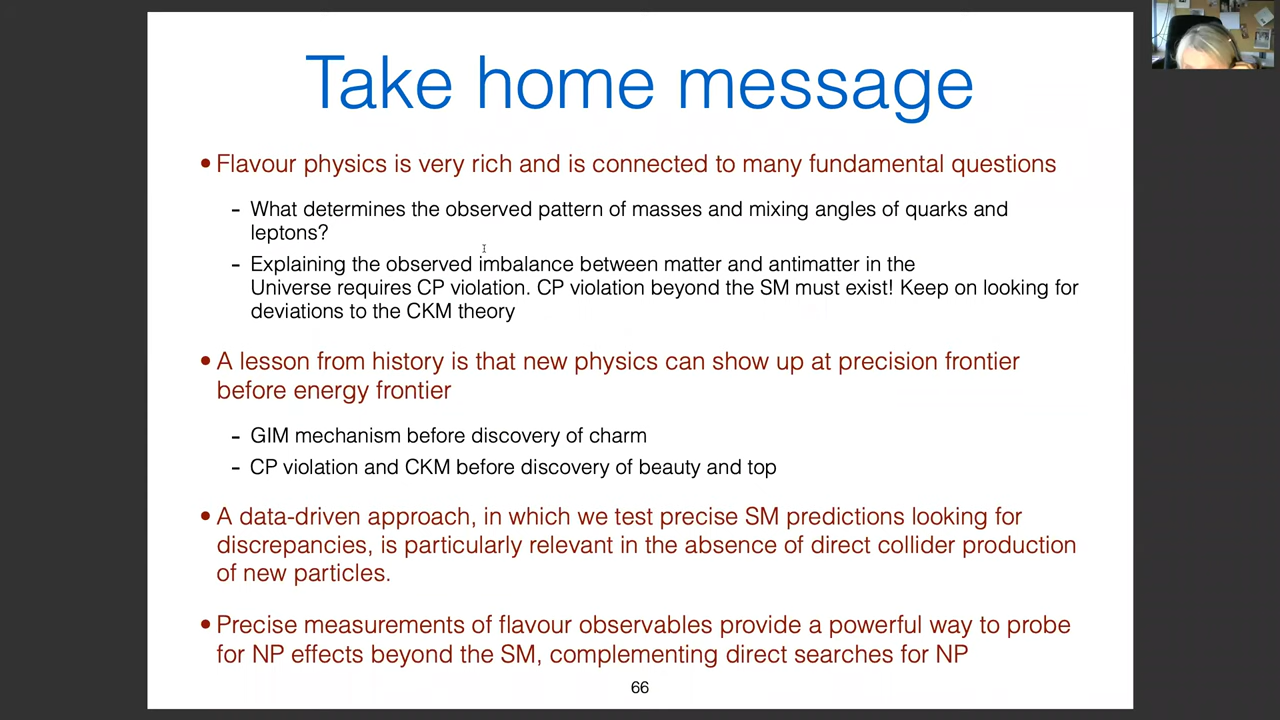 Take home message
• Flavour physics is very rich and is connected to many fundamental questions
- What determines the observed pattern of masses and mixing angles of quarks and
leptons?
- Explaining the observed imbalance between matter and antimatter in the
Universe requires CP violation. CP violation beyond the SM must exist! Keep on looking for
deviations to the CKM theory
• A lesson from history is that new physics can show up at precision frontier
before energy frontier
- GIM mechanism before discovery of charm
- CP violation and CKM before discovery of beauty and top
• A data-driven approach, in which we test precise SM predictions looking for
discrepancies, is particularly relevant in the absence of direct collider production
of new particles.
• Precise measurements of flavour observables provide a powerful way to probe
for NP effects beyond the SM, complementing direct searches for NP
66